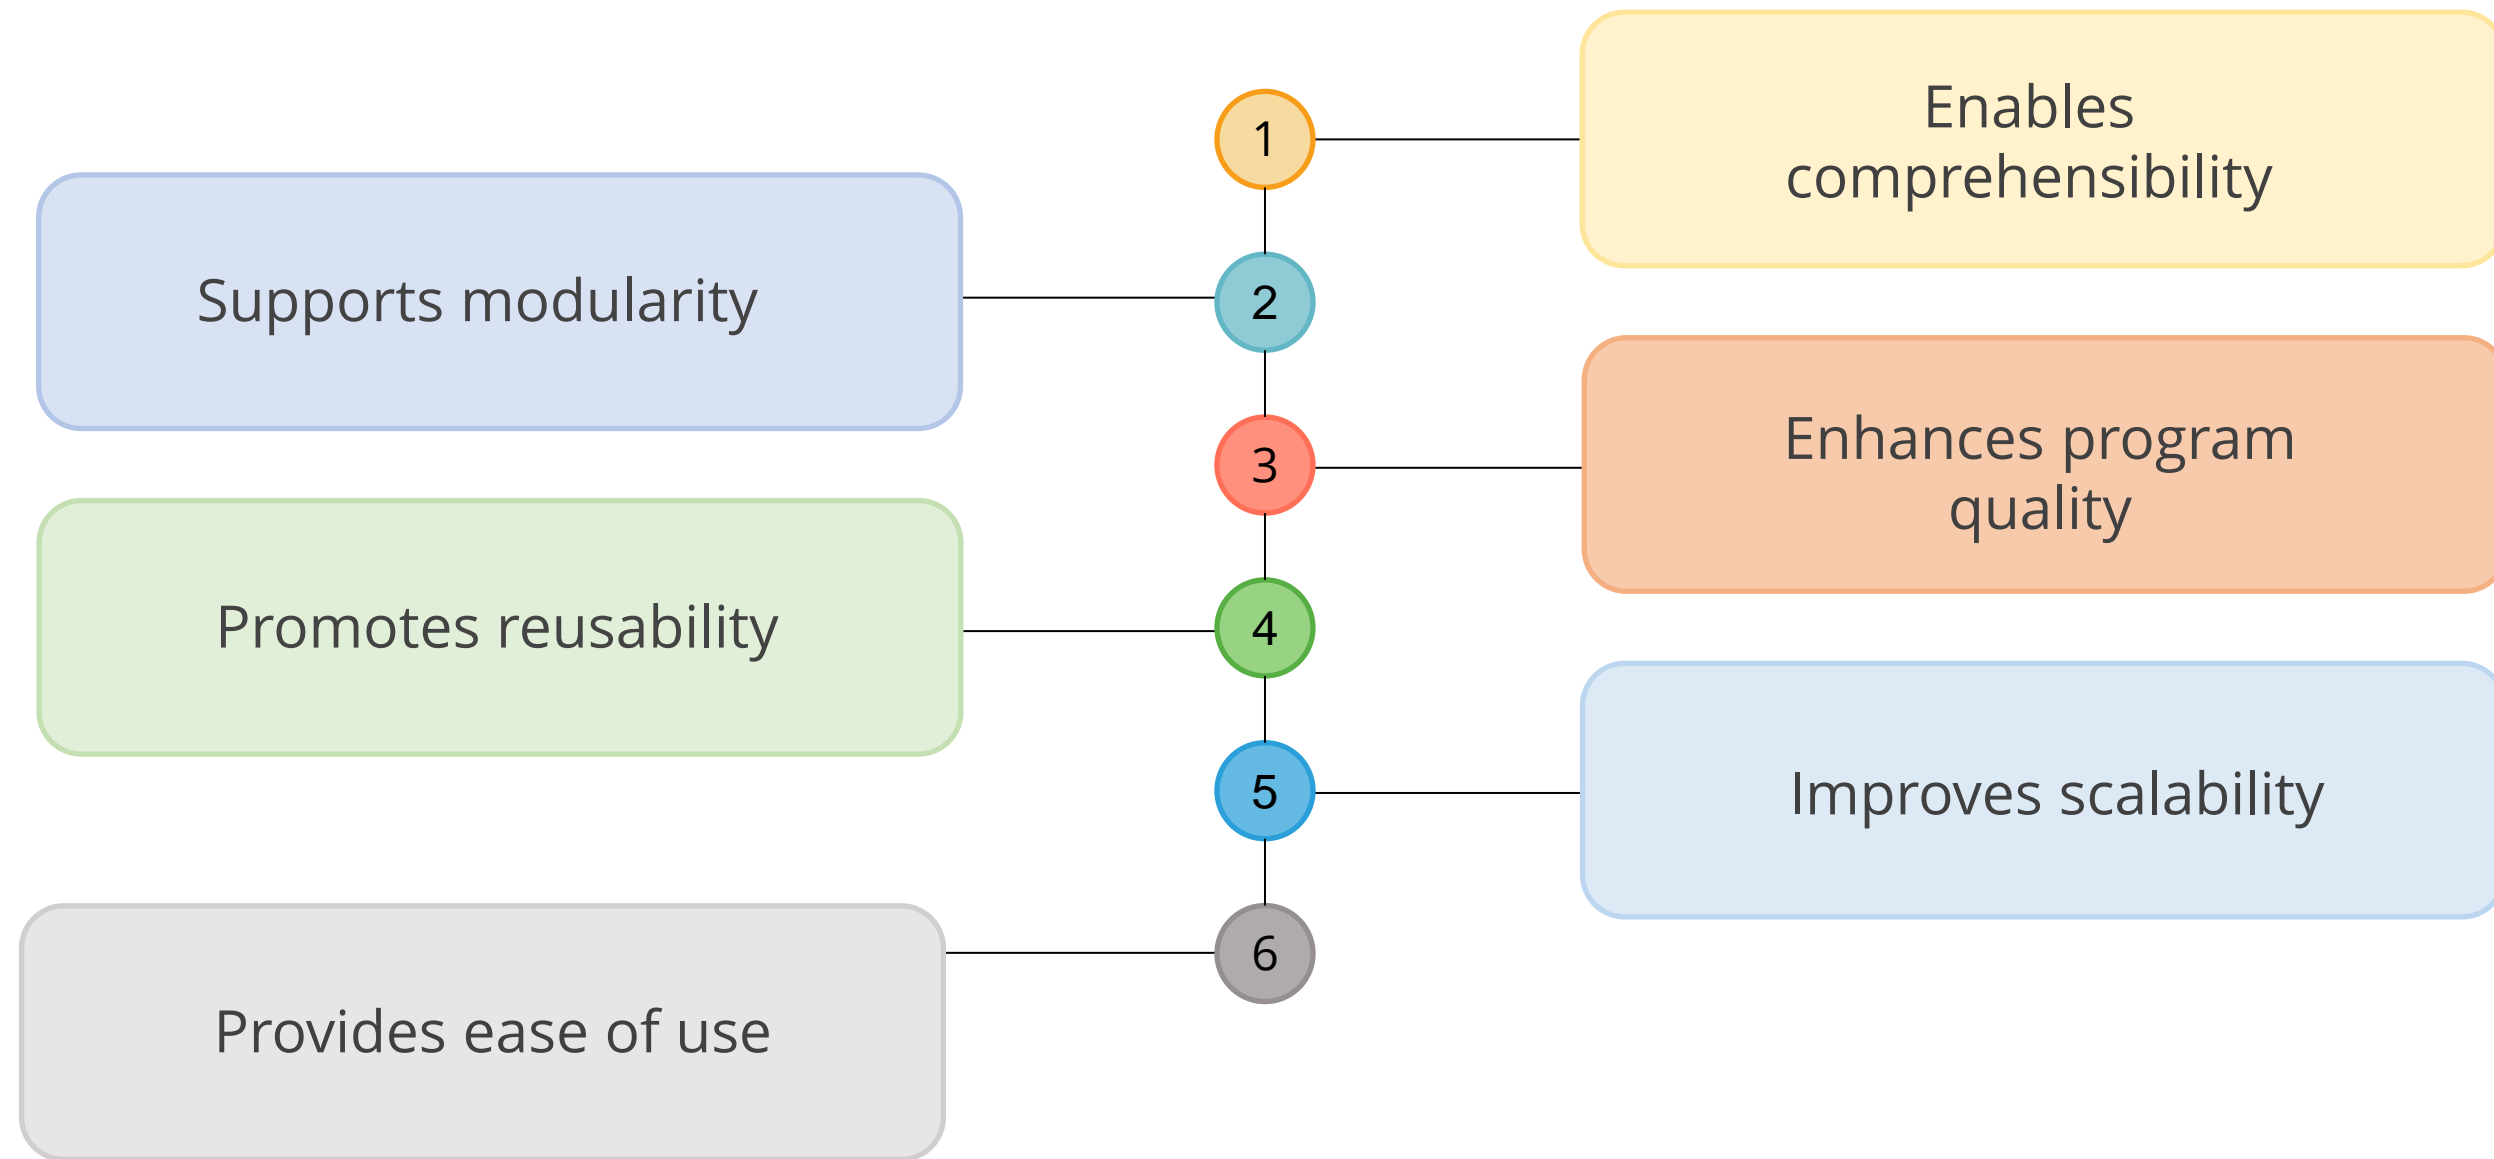 1
Enables
comprehensibility
2
Supports modularity
3
Enhances program
quality
4
Promotes reusability
5
Improves scalability
6
Provides ease of use